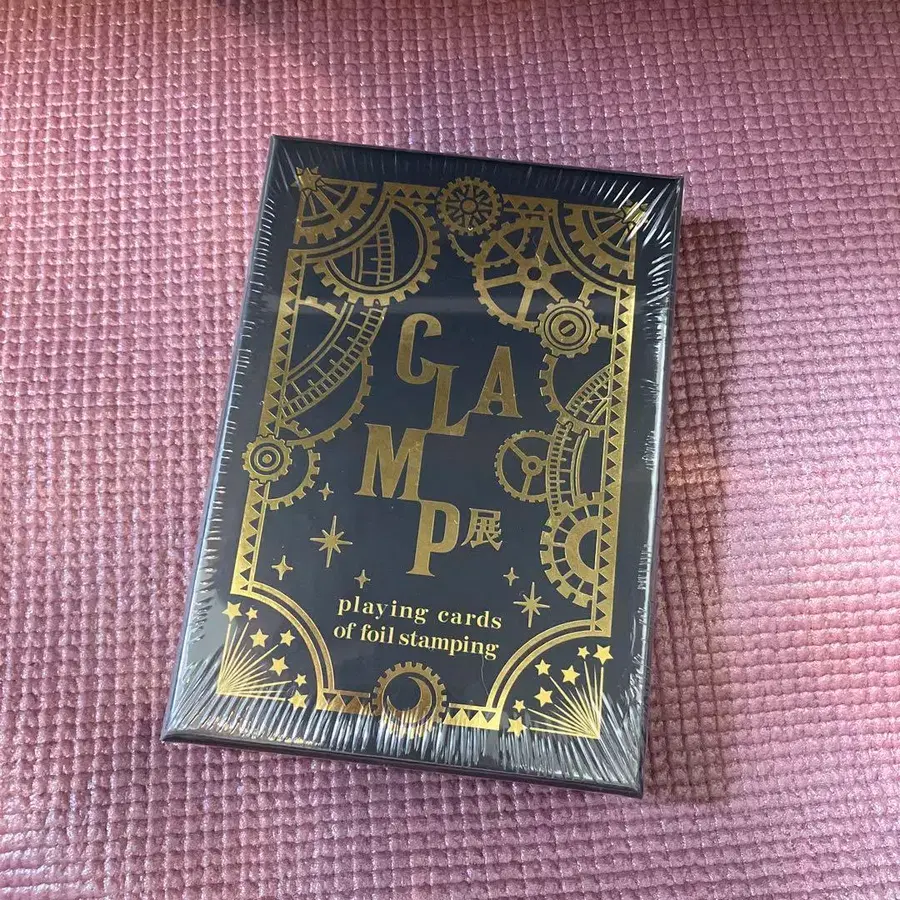 CLAMP展
playing cards
of foil stamping